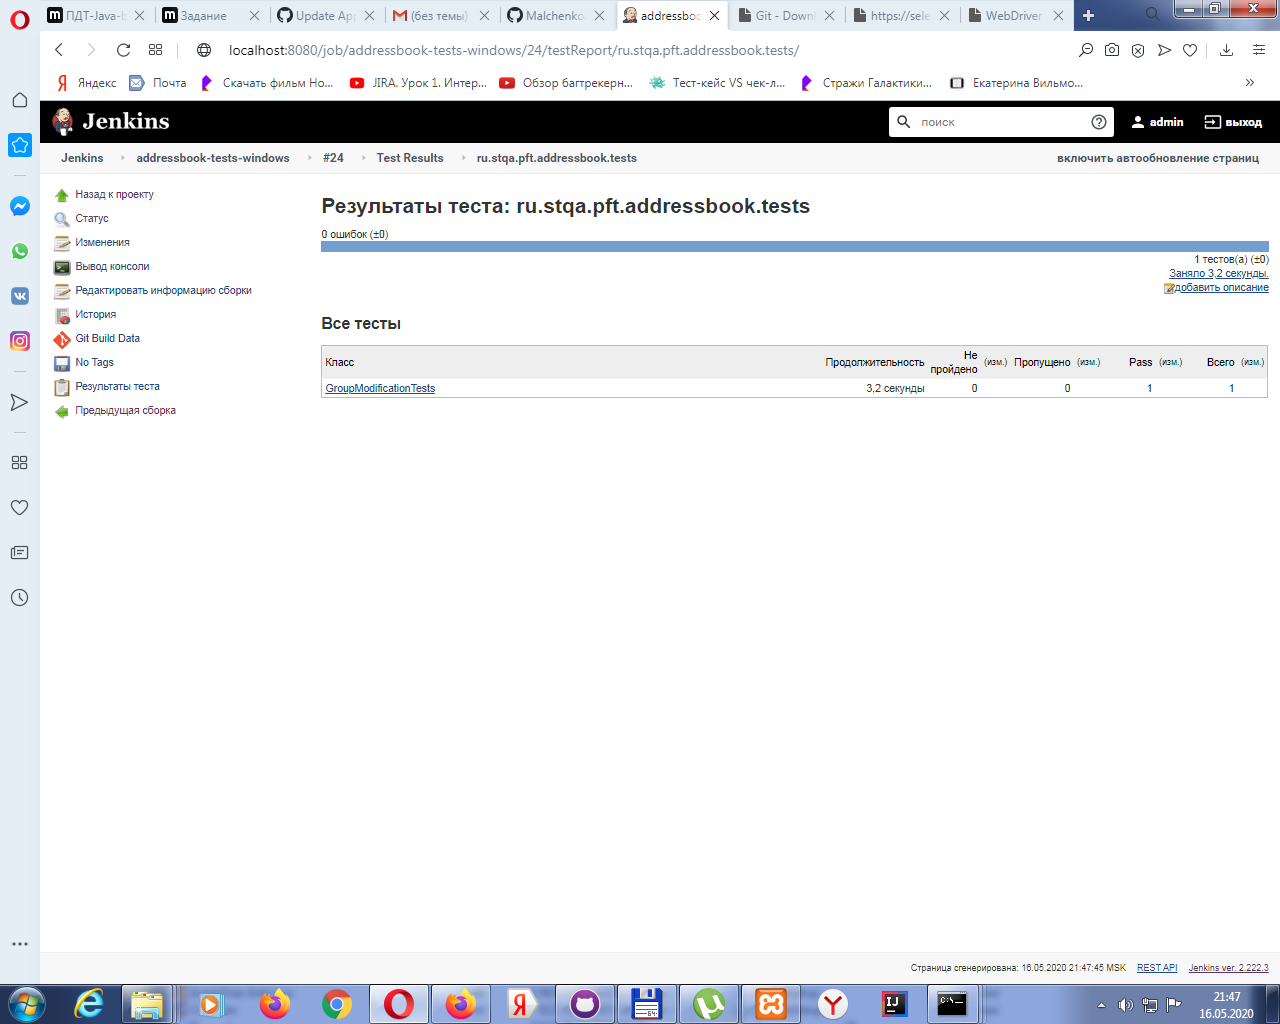 ПДТ-Java-b
Задание
Update App
(без темы)
Malchenko
addressboo
Git - Downl
https://sele
WebDriver
localhost:8080/job/addressbook-tests-windows/24/testReport/ru.stqa.pft.addressbook.tests/
Яндекс
Почта
Скачать фильм Но...
JIRA. Урок 1. Интер...
Обзор багтрекерн...
Тест-кейс VS чек-л...
Стражи Галактики...
Екатерина Вильмо...
»
Jenkins
поиск
admin
выход
Jenkins
addressbook-tests-windows
#24
Test Results
ru.stqa.pft.addressbook.tests
включить автообновление страниц
Назад к проекту
Статус
Изменения
Вывод консоли
Редактировать информацию сборки
История
Git Build Data
No Tags
Результаты теста
Предыдущая сборка
Результаты теста: ru.stqa.pft.addressbook.tests
0 ошибок (±0)
1 тестов(а) (±0)
Заняло 3,2 секунды.
добавить описание
Все тесты
Класс Продолжительность Не пройдено (изм.) Пропущено (изм.) Pass (изм.) Всего (изм.)
GroupModificationTests 3,2 секунды 0 0 1 1
Страница сгенерирована: 16.05.2020 21:47:45 MSK REST API Jenkins ver. 2.222.3
21:47
16.05.2020